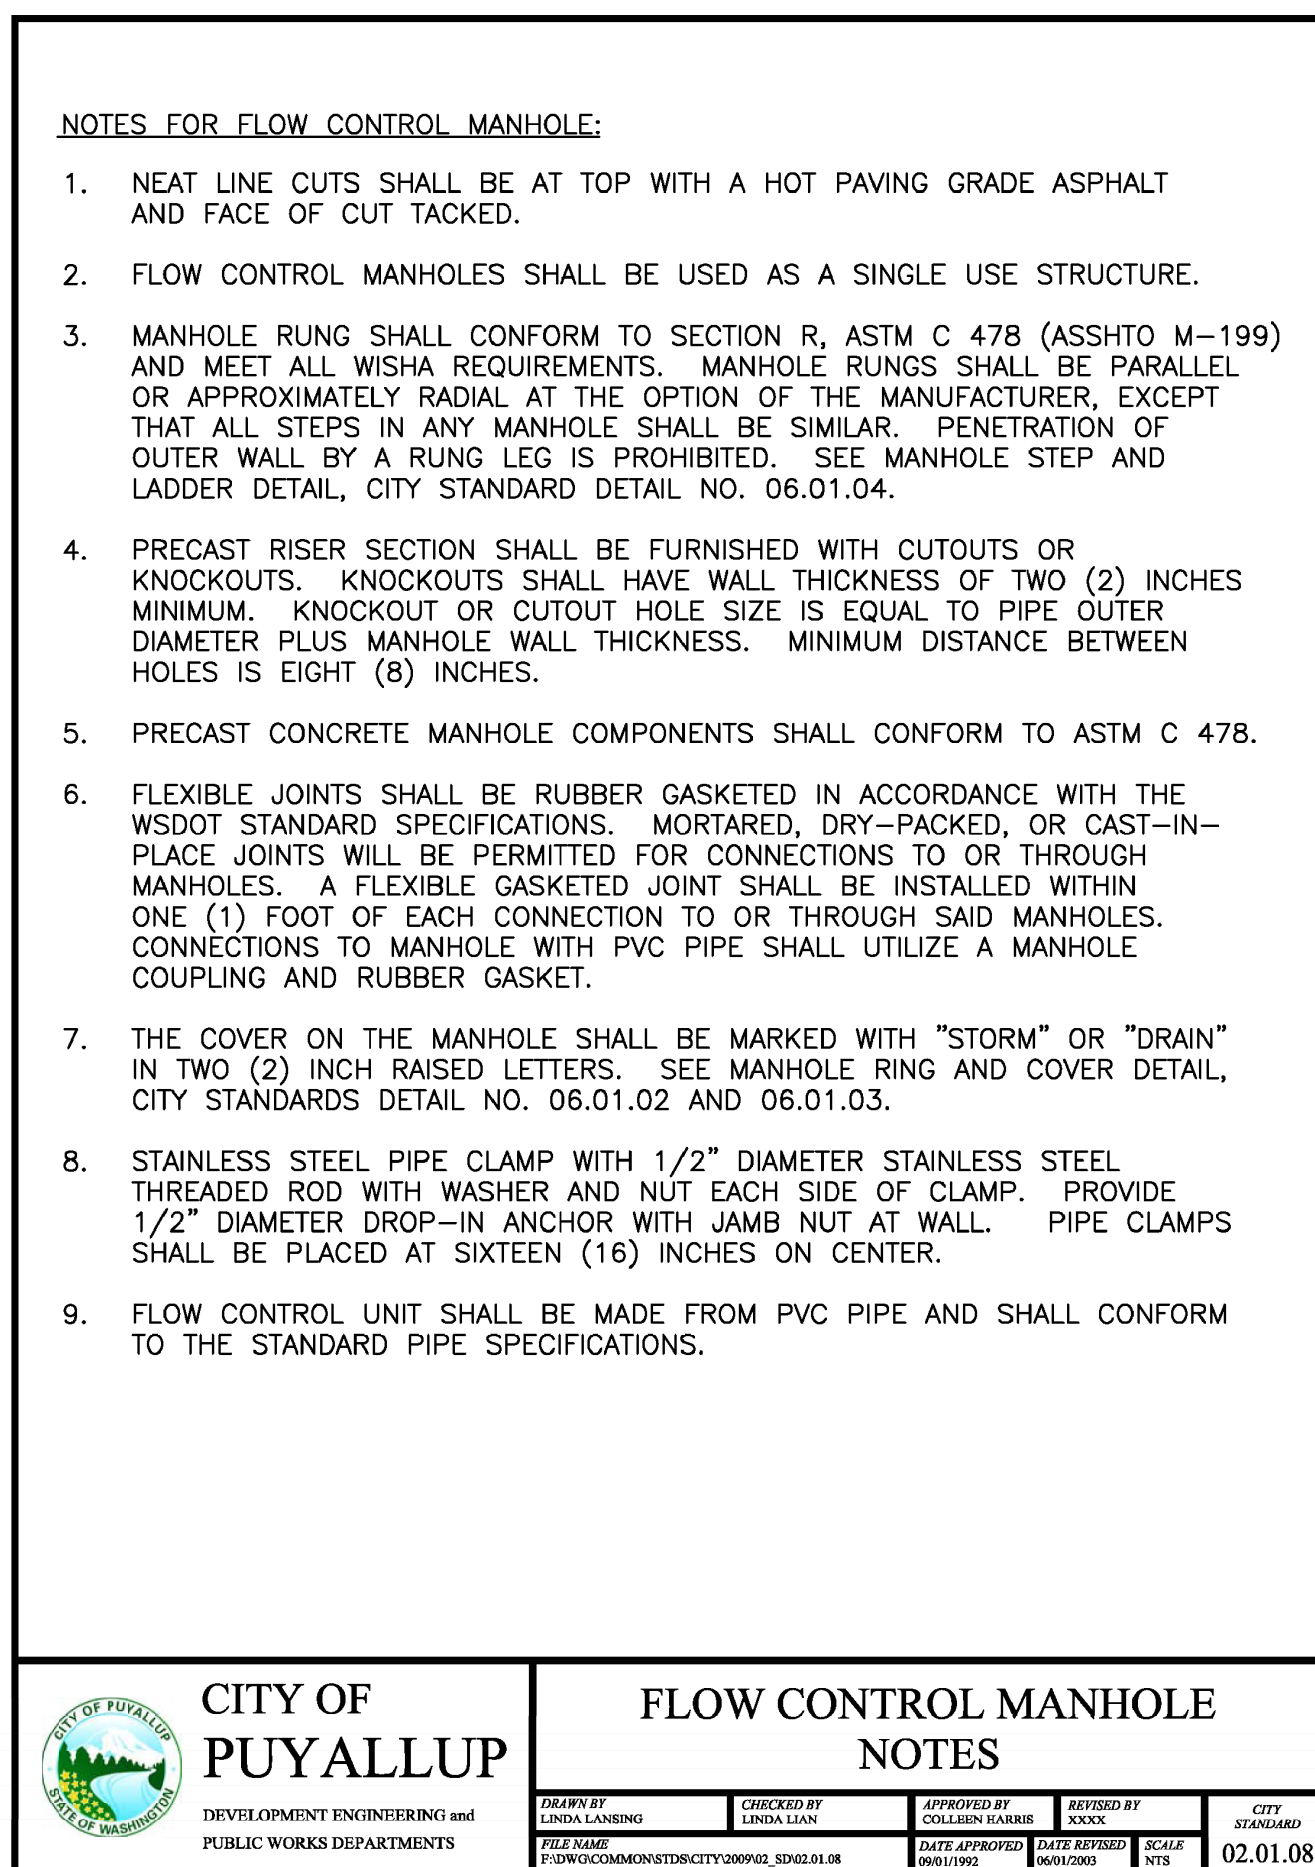 NOTES FOR FLOW CONTROL MANHOLE:
1. NEAT LINE CUTS SHALL BE AT TOP WITH A HOT PAVING GRADE ASPHALT
AND FACE OF CUT TACKED.
2. FLOW CONTROL MANHOLES SHALL BE USED AS A SINGLE USE STRUCTURE.
3. MANHOLE RUNG SHALL CONFORM TO SECTION R, ASTM C 478 (ASSHTO M-199)
AND MEET ALL WISHA REQUIREMENTS. MANHOLE RUNGS SHALL BE PARALLEL
OR APPROXIMATELY RADIAL AT THE OPTION OF THE MANUFACTURER, EXCEPT
THAT ALL STEPS IN ANY MANHOLE SHALL BE SIMILAR. PENETRATION OF
OUTER WALL BY A RUNG LEG IS PROHIBITED. SEE MANHOLE STEP AND
LADDER DETAIL, CITY STANDARD DETAIL NO. 06.01.04.
4. PRECAST RISER SECTION SHALL BE FURNISHED WITH CUTOUTS OR
KNOCKOUTS. KNOCKOUTS SHALL HAVE WALL THICKNESS OF TWO (2) INCHES
MINIMUM. KNOCKOUT OR CUTOUT HOLE SIZE IS EQUAL TO PIPE OUTER
DIAMETER PLUS MANHOLE WALL THICKNESS. MINIMUM DISTANCE BETWEEN
HOLES IS EIGHT (8) INCHES.
5. PRECAST CONCRETE MANHOLE COMPONENTS SHALL CONFORM TO ASTM C 478.
6. FLEXIBLE JOINTS SHALL BE RUBBER GASKETED IN ACCORDANCE WITH THE
WSDOT STANDARD SPECIFICATIONS. MORTARED, DRY-PACKED, OR CAST-IN-
PLACE JOINTS WILL BE PERMITTED FOR CONNECTIONS TO OR THROUGH
MANHOLES. A FLEXIBLE GASKETED JOINT SHALL BE INSTALLED WITHIN
ONE (1) FOOT OF EACH CONNECTION TO OR THROUGH SAID MANHOLES.
CONNECTIONS TO MANHOLE WITH PVC PIPE SHALL UTILIZE A MANHOLE
COUPLING AND RUBBER GASKET.
7. THE COVER ON THE MANHOLE SHALL BE MARKED WITH "STORM" OR "DRAIN"
IN TWO (2) INCH RAISED LETTERS. SEE MANHOLE RING AND COVER DETAIL,
CITY STANDARDS DETAIL NO. 06.01.02 AND 06.01.03.
8. STAINLESS STEEL PIPE CLAMP WITH 1/2" DIAMETER STAINLESS STEEL
THREADED ROD WITH WASHER AND NUT EACH SIDE OF CLAMP. PROVIDE
1/2" DIAMETER DROP-IN ANCHOR WITH JAMB NUT AT WALL. PIPE CLAMPS
SHALL BE PLACED AT SIXTEEN (16) INCHES ON CENTER.
9. FLOW CONTROL UNIT SHALL BE MADE FROM PVC PIPE AND SHALL CONFORM
TO THE STANDARD PIPE SPECIFICATIONS.
CITY OF PUYALLUP
STATE OF WASHINGTON
CITY OF
PUYALLUP
DEVELOPMENT ENGINEERING and
PUBLIC WORKS DEPARTMENTS
FLOW CONTROL MANHOLE
NOTES
DRAWN BY
LINDA LANSING
CHECKED BY
LINDA LIAN
APPROVED BY
COLLEEN HARRIS
REVISED BY
XXXX
FILE NAME
F:\DWG\COMMON\STDS\CITY\2009\02_SD\02.01.08
DATE APPROVED
09/01/1992
DATE REVISED
06/01/2003
SCALE
NTS
CITY
STANDARD
02.01.08